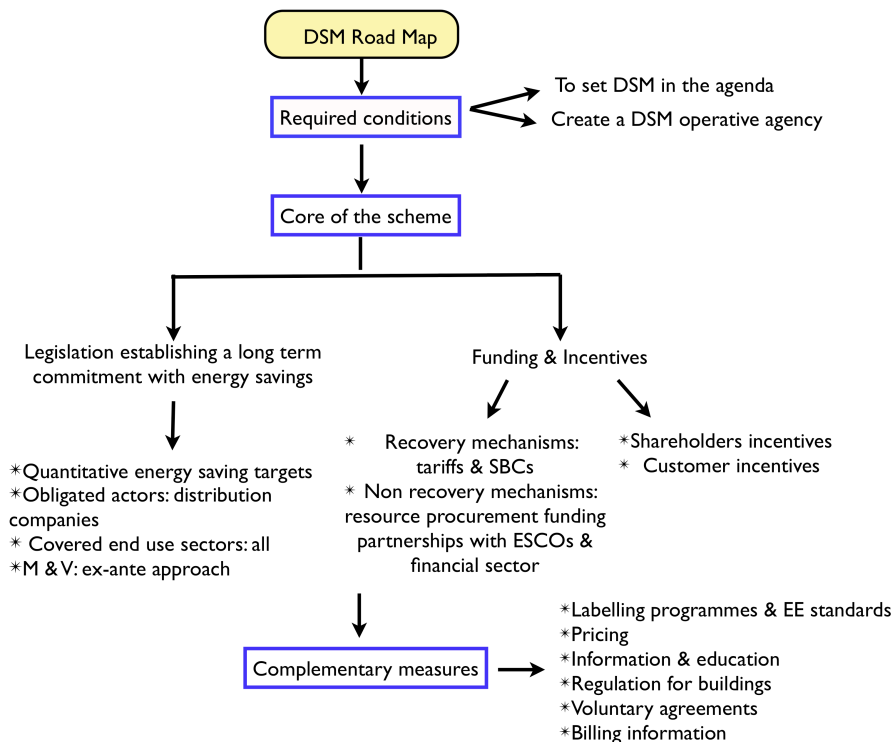 DSM Road Map
Required conditions
To set DSM in the agenda
Create a DSM operative agency
Core of the scheme
Legislation establishing a long term
commitment with energy savings
Funding & Incentives
✴Quantitative energy saving targets
✴Obligated actors: distribution
companies
✴ Covered end use sectors: all
✴M & V: ex-ante approach
✴ Recovery mechanisms:
tariffs & SBCs
✴ Non recovery mechanisms:
resource procurement funding
partnerships with ESCOs &
financial sector
✴Shareholders incentives
✴ Customer incentives
Complementary measures
✴Labelling programmes & EE standards
✴Pricing
✴Information & education
✴Regulation for buildings
✴Voluntary agreements
✴Billing information